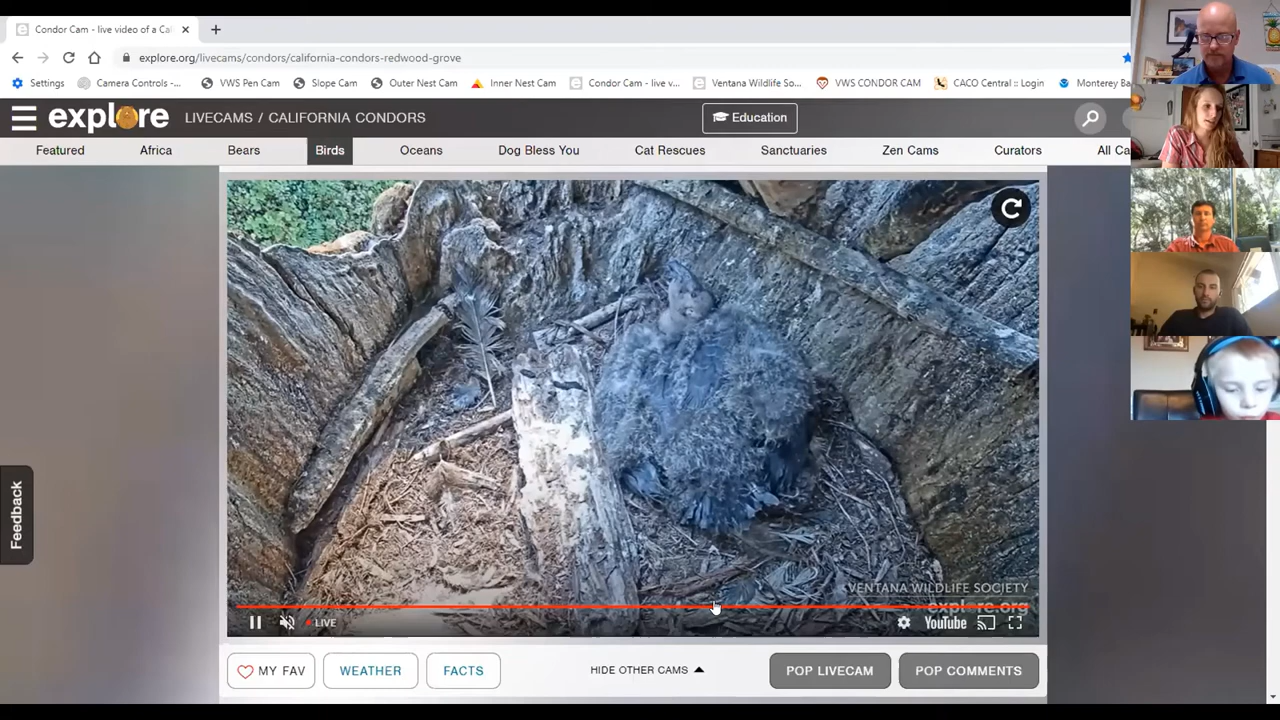 Condor Cam - live video of a Cal
explore.org/livecams/condors/california-condors-redwood-grove
Settings Camera Controls -... VWS Pen Cam Slope Cam Outer Nest Cam Inner Nest Cam Condor Cam - live v... Ventana Wildlife So... VWS CONDOR CAM CACO Central :: Login Monterey Ba
explore LIVECAMS / CALIFORNIA CONDORS Education
Featured Africa Bears Birds Oceans Dog Bless You Cat Rescues Sanctuaries Zen Cams Curators All Ca
Feedback
VENTANA WILDLIFE SOCIETY
explore.org
LIVE YouTube
MY FAV WEATHER FACTS HIDE OTHER CAMS POP LIVECAM POP COMMENTS